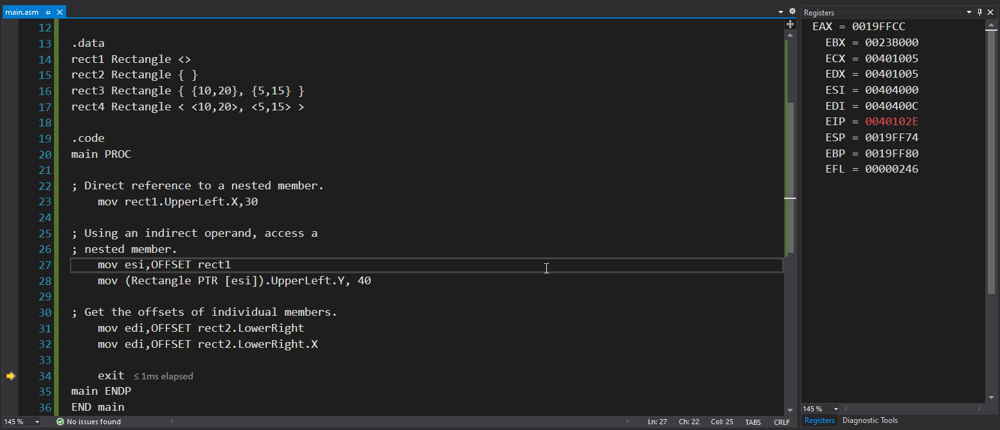 main.asm
12
13 .data
14 rect1 Rectangle <>
15 rect2 Rectangle { }
16 rect3 Rectangle { {10,20}, {5,15} }
17 rect4 Rectangle < <10,20>, <5,15> >
18
19 .code
20 main PROC
21
22 ; Direct reference to a nested member.
23 mov rect1.UpperLeft.X,30
24
25 ; Using an indirect operand, access a
26 ; nested member.
27 mov esi,OFFSET rect1
28 mov (Rectangle PTR [esi]).UpperLeft.Y, 40
29
30 ; Get the offsets of individual members.
31 mov edi,OFFSET rect2.LowerRight
32 mov edi,OFFSET rect2.LowerRight.X
33
34 exit ≤ 1ms elapsed
35 main ENDP
36 END main
145 % No issues found Ln: 27 Ch: 22 Col: 25 TABS CRLF
Registers
EAX = 0019FFCC
EBX = 0023B000
ECX = 00401005
EDX = 00401005
ESI = 00404000
EDI = 0040400C
EIP = 0040102E
ESP = 0019FF74
EBP = 0019FF80
EFL = 00000246
145 %
Registers Diagnostic Tools